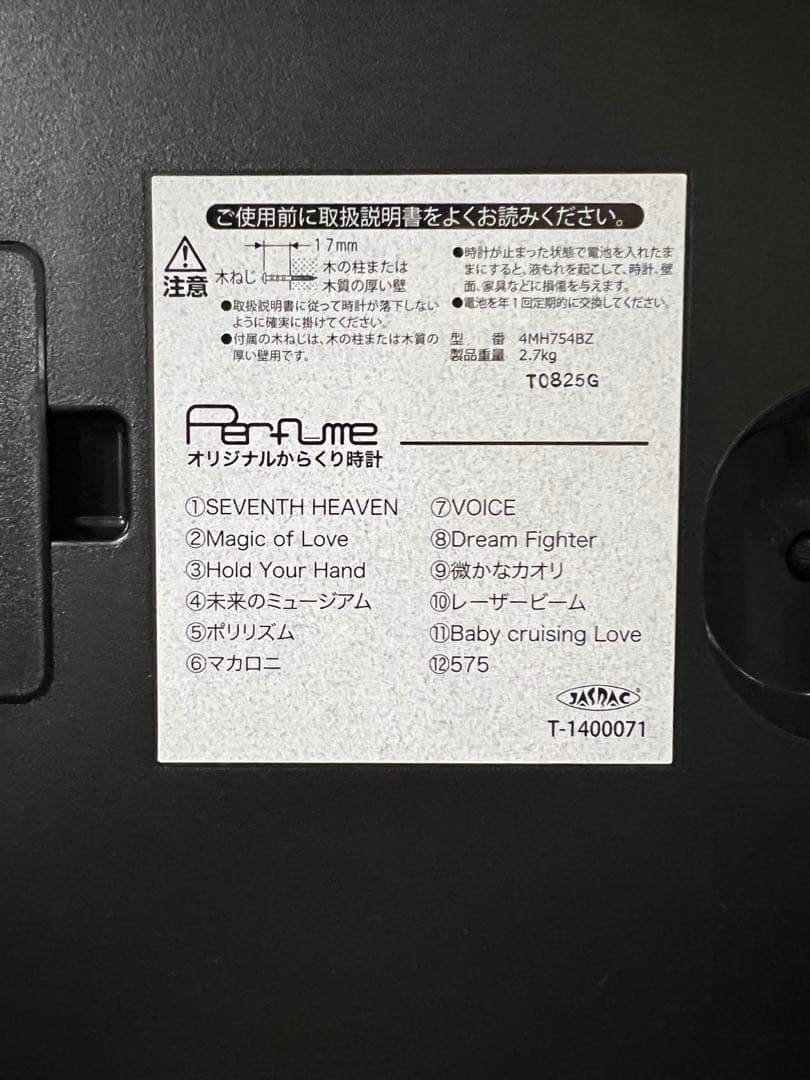 ご使用前に取扱説明書をよくお読みください。
注意
17mm
木ねじ
木の柱または
木質の厚い壁
●取扱説明書に従って時計が落下しない
ように確実に掛けてください。
●付属の木ねじは、木の柱または木質の
厚い壁用です。
●時計が止まった状態で電池を入れたま
まにすると、液もれを起こして、時計、壁
面、家具などに損傷を与えます。
●電池を年1回定期的に交換してください。
型 番 4MH754BZ
製品重量 2.7kg
T0825G
Perfume
オリジナルからくり時計
①SEVENTH HEAVEN
②Magic of Love
③Hold Your Hand
④未来のミュージアム
⑤ポリリズム
⑥マカロニ
⑦VOICE
⑧Dream Fighter
⑨微かなカオリ
⑩レーザービーム
⑪Baby cruising Love
⑫575
JASRAC
T-1400071